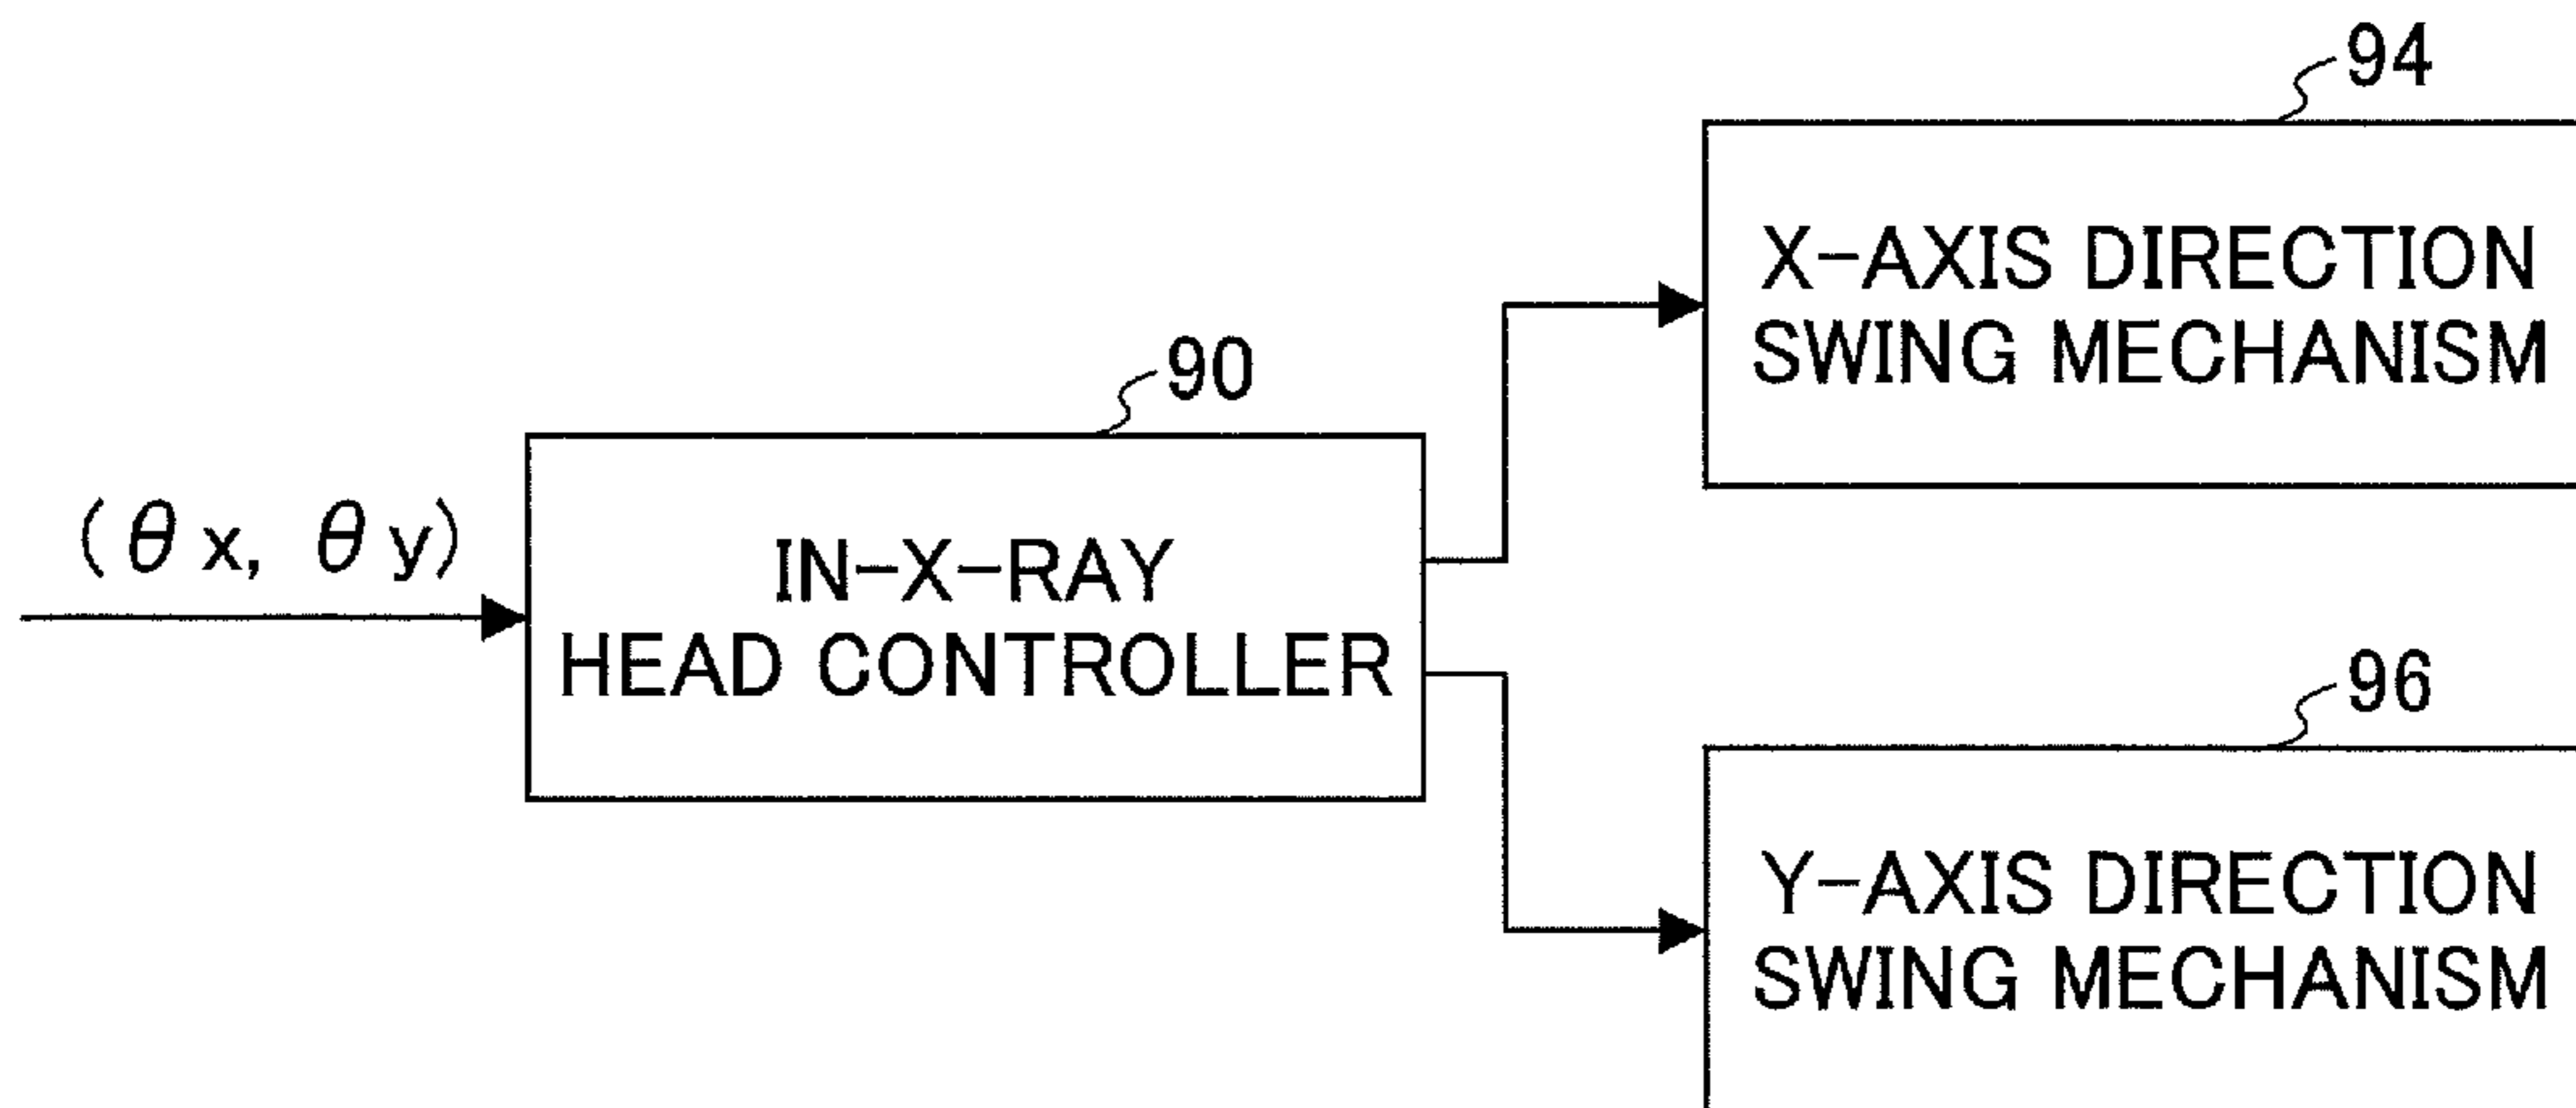 94
X-AXIS DIRECTION
SWING MECHANISM
90
(θx, θy)
IN-X-RAY
HEAD CONTROLLER
96
Y-AXIS DIRECTION
SWING MECHANISM